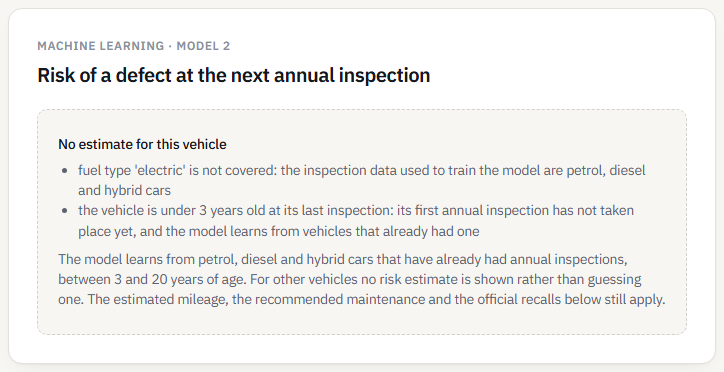 MACHINE LEARNING · MODEL 2
Risk of a defect at the next annual inspection
No estimate for this vehicle
• fuel type 'electric' is not covered: the inspection data used to train the model are petrol, diesel
and hybrid cars
• the vehicle is under 3 years old at its last inspection: its first annual inspection has not taken
place yet, and the model learns from vehicles that already had one
The model learns from petrol, diesel and hybrid cars that have already had annual inspections,
between 3 and 20 years of age. For other vehicles no risk estimate is shown rather than guessing
one. The estimated mileage, the recommended maintenance and the official recalls below still apply.